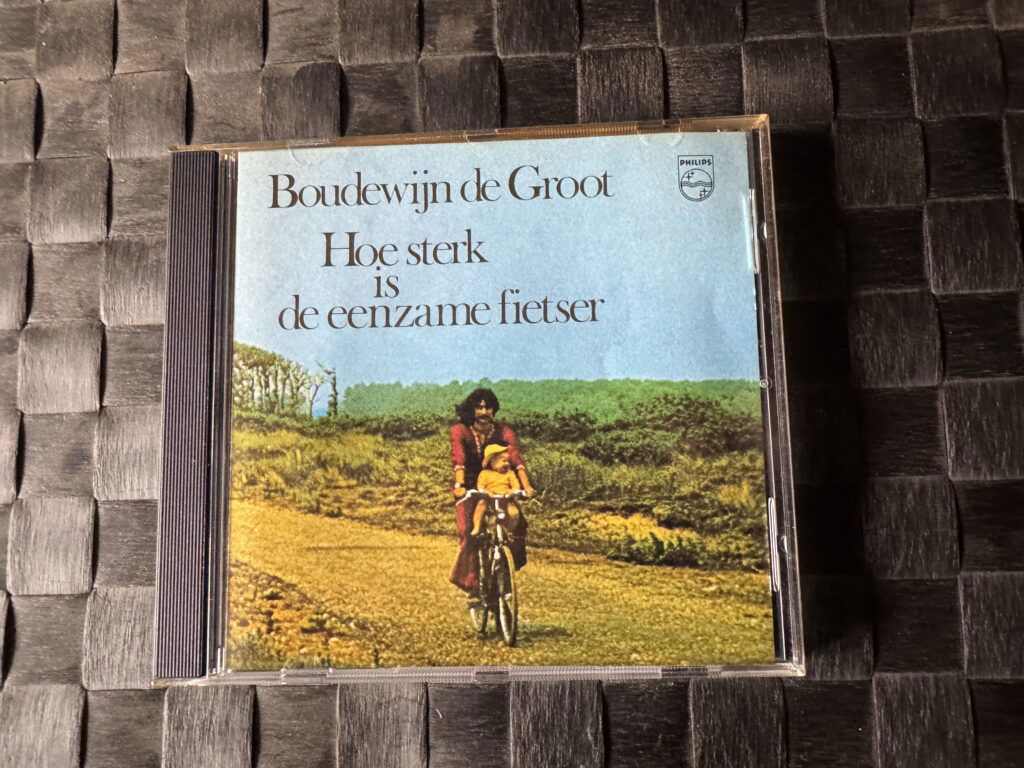 PHILIPS
Boudewijn de Groot
Hoe sterk
is
de eenzame fietser